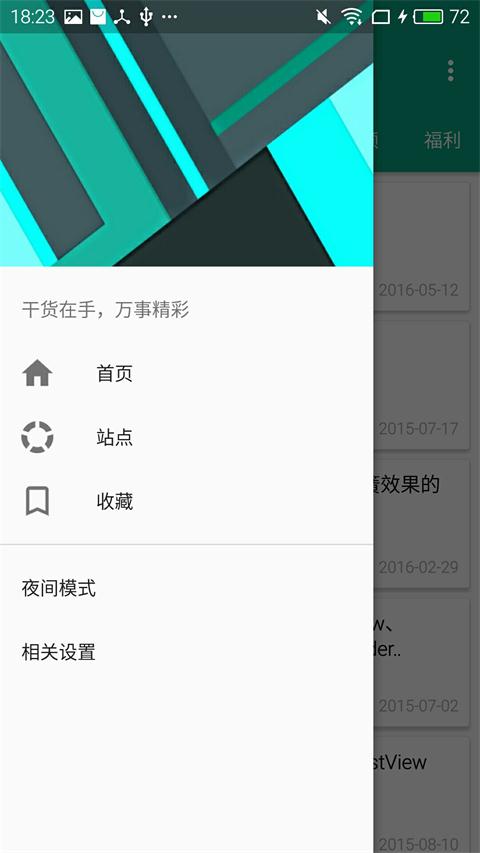 18:23
72
福利
2016-05-12
干货在手，万事精彩
首页
2015-07-17
站点
效果的
收藏
2016-02-29
夜间模式
w、
der..
相关设置
2015-07-02
stView
2015-08-10